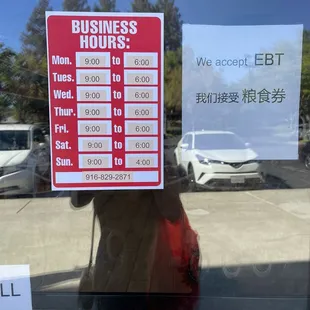 BUSINESS
HOURS:
Mon. 9:00 to 6:00
Tues. 9:00 to 6:00
Wed. 9:00 to 6:00
Thur. 9:00 to 6:00
Fri. 9:00 to 6:00
Sat. 9:00 to 6:00
Sun. 9:00 to 4:00
916-829-2871
We accept EBT
我们接受 粮食券
LL